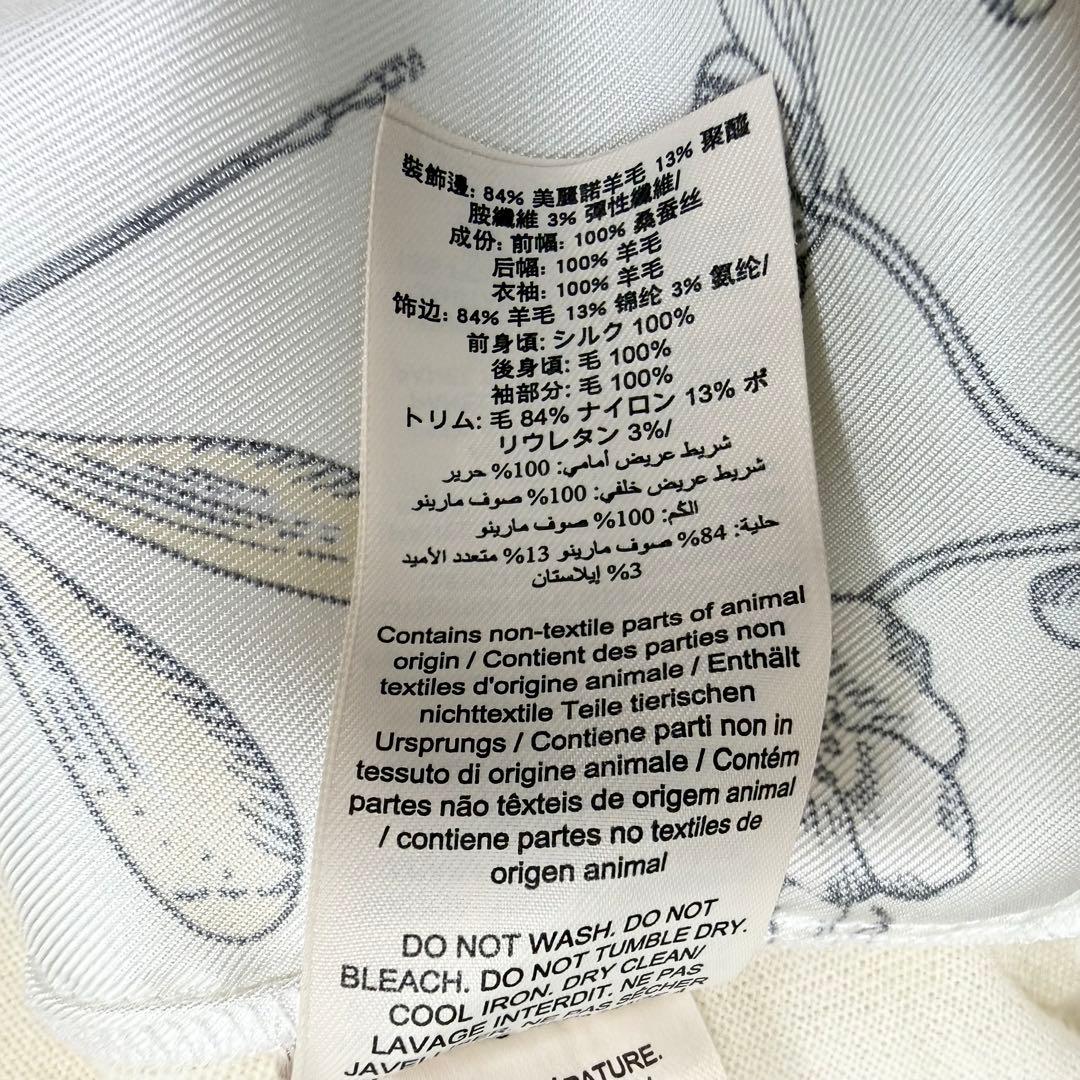 裝飾邊: 84% 美麗諾羊毛 13% 聚醯
胺纖維 3% 彈性纖維/
成份: 前幅: 100% 桑蚕丝
后幅: 100% 羊毛
衣袖: 100% 羊毛
饰边: 84% 羊毛 13% 锦纶 3% 氨纶/
前身頃: シルク 100%
後身頃: 毛 100%
袖部分: 毛 100%
トリム: 毛 84% ナイロン 13% ポ
リウレタン 3%/
شريط عريض أمامي: 100% حرير
شريط عريض خلفي: 100% صوف مارينو
الكُم: 100% صوف مارينو
حلية: 84% صوف مارينو 13% متعدد الأميد
3% إيلاستان
Contains non-textile parts of animal
origin / Contient des parties non
textiles d'origine animale / Enthält
nichttextile Teile tierischen
Ursprungs / Contiene parti non in
tessuto di origine animale / Contém
partes não têxteis de origem animal
/ contiene partes no textiles de
origen animal
DO NOT WASH. DO NOT
BLEACH. DO NOT TUMBLE DRY.
COOL IRON. DRY CLEAN/
LAVAGE INTERDIT. NE PAS
NE PAS SÉCHER